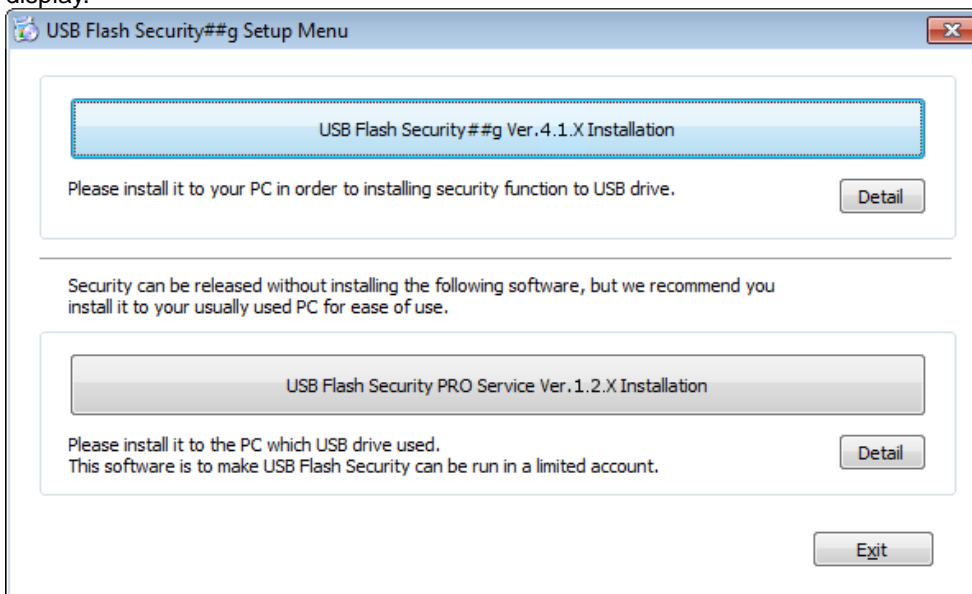 display.
USB Flash Security##g Setup Menu
USB Flash Security##g Ver.4.1.X Installation
Please install it to your PC in order to installing security function to USB drive.
Detail
Security can be released without installing the following software, but we recommend you
install it to your usually used PC for ease of use.
USB Flash Security PRO Service Ver.1.2.X Installation
Please install it to the PC which USB drive used.
This software is to make USB Flash Security can be run in a limited account.
Detail
Exit